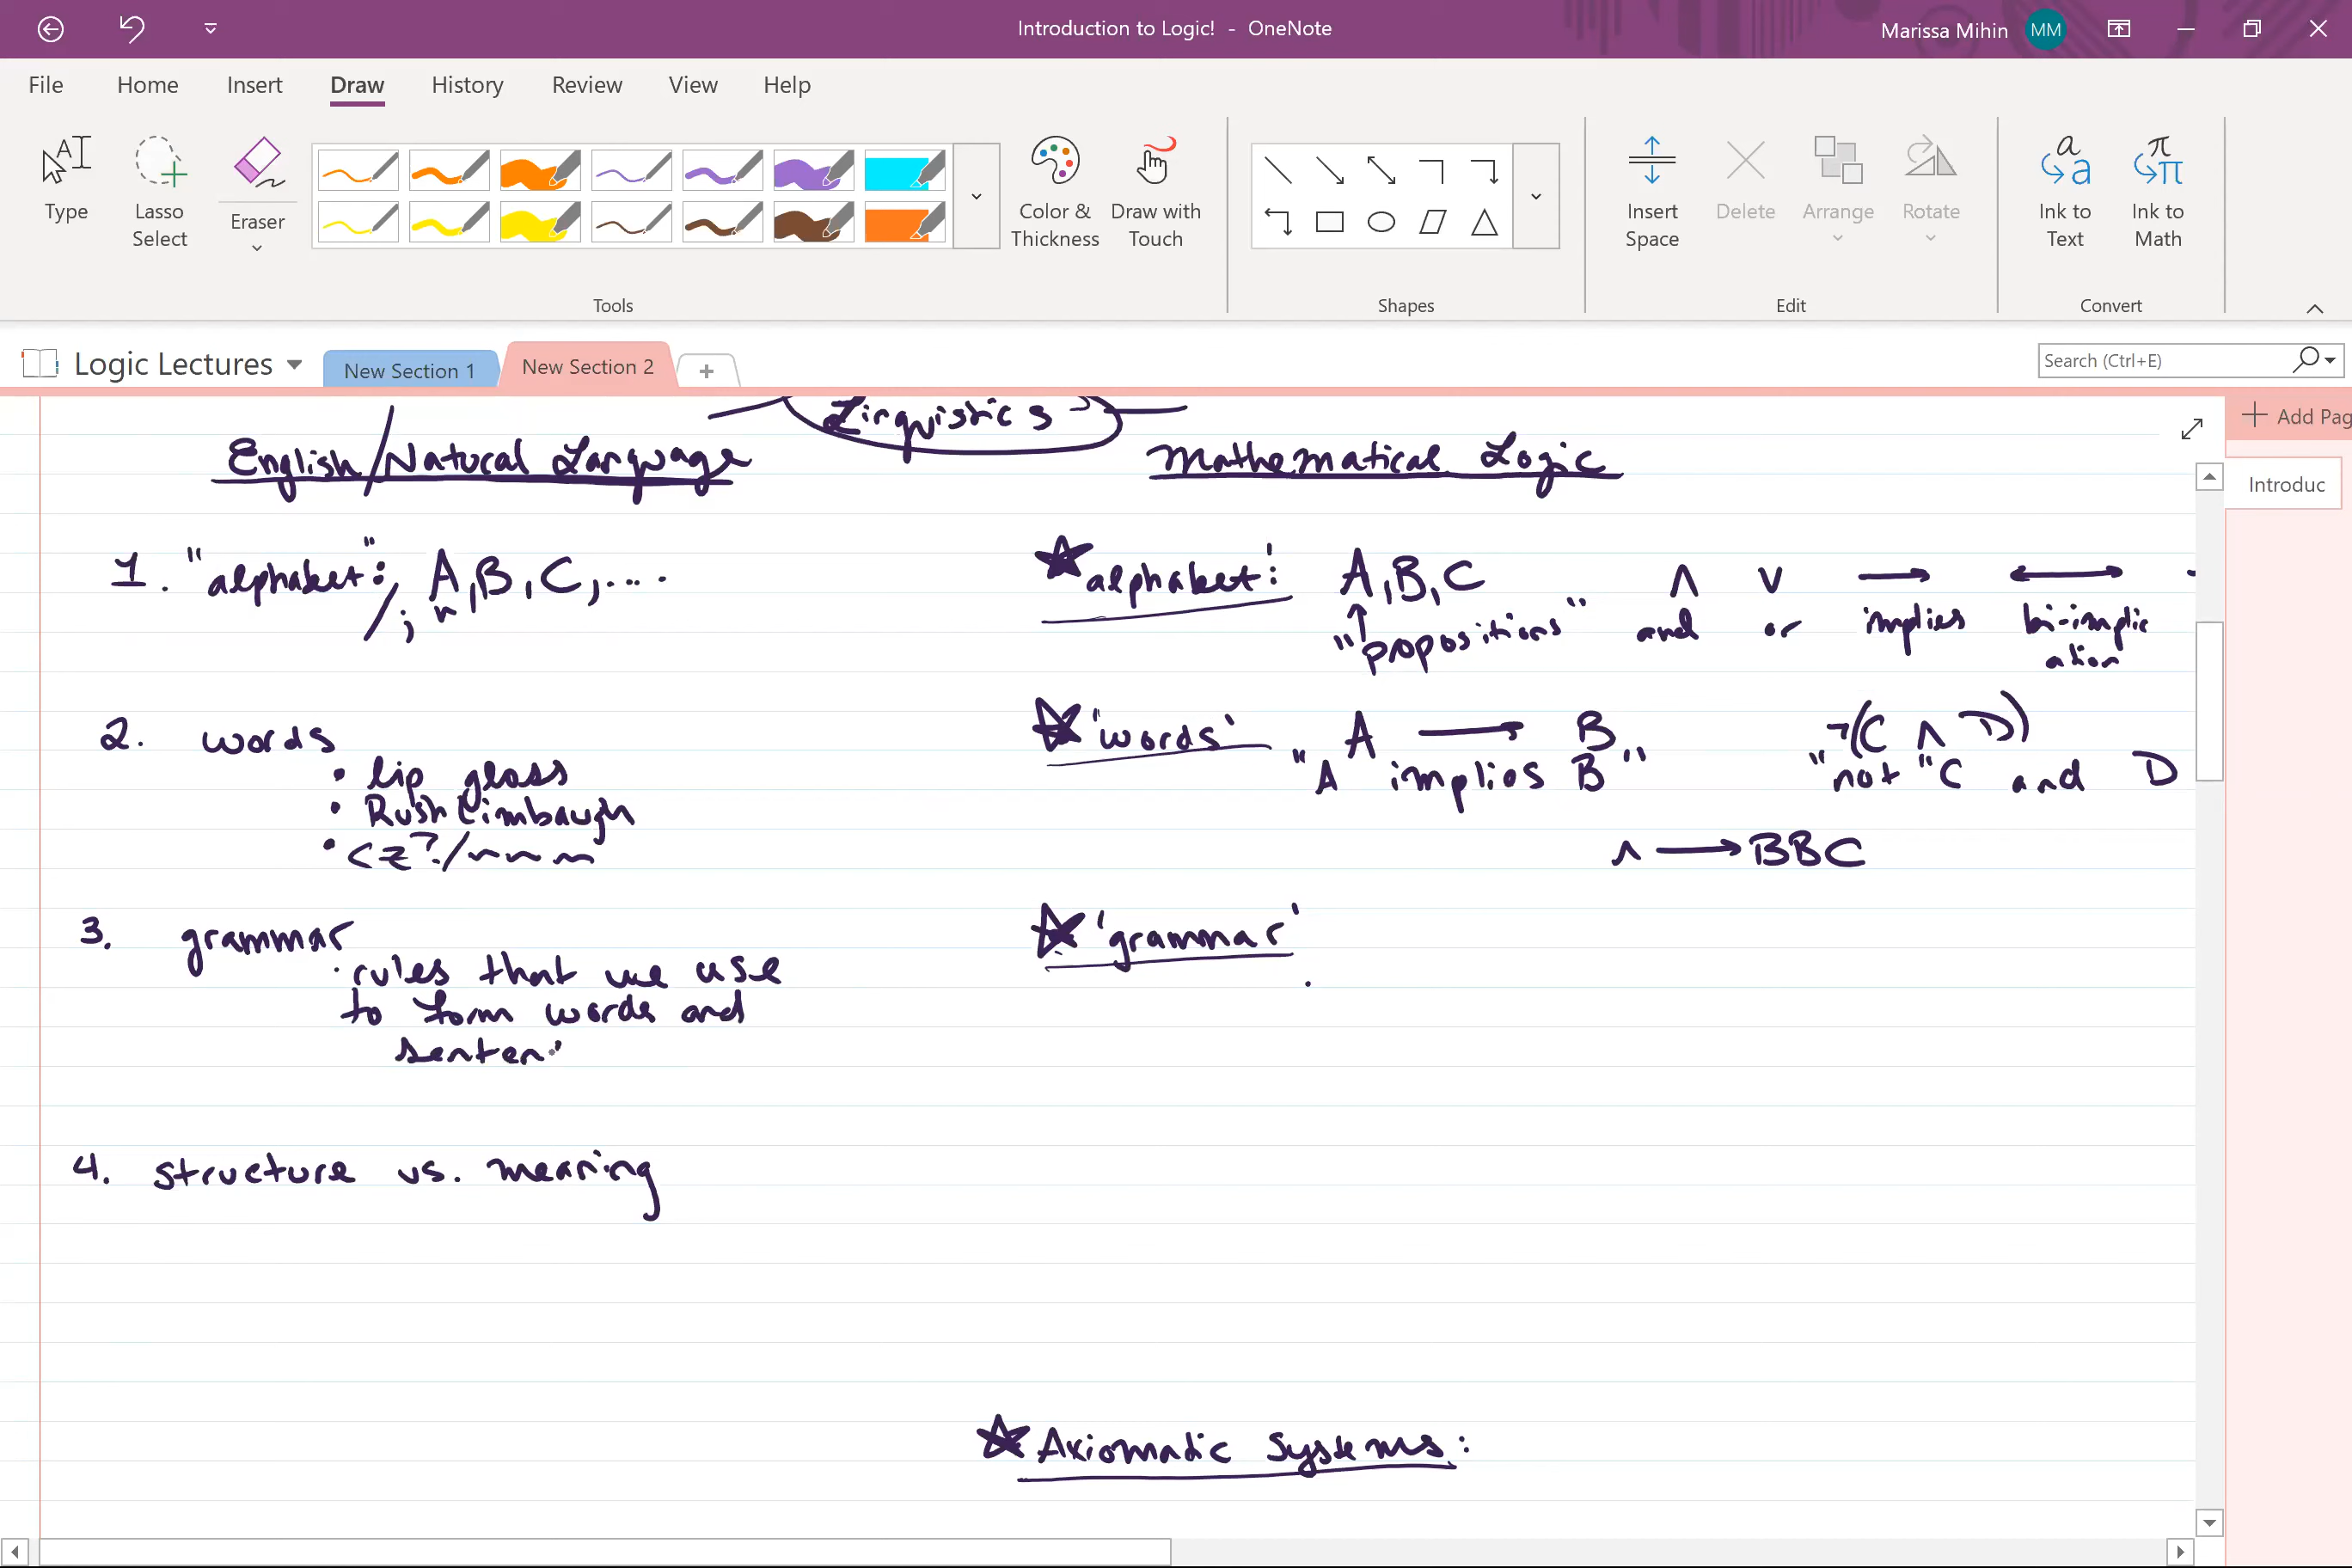 Introduction to Logic! - OneNote
Marissa Mihin MM
File Home Insert Draw History Review View Help
Type
Lasso Select
Eraser
Color & Thickness
Draw with Touch
Insert Space
Delete
Arrange
Rotate
Ink to Text
Ink to Math
Tools Shapes Edit Convert
Logic Lectures New Section 1 New Section 2 +
Search (Ctrl+E)
Add Pag
Introduc
Linguistics
English/Natural Language
Mathematical Logic
1. "alphabet": A, B, C, ...
/ ; ~
★ alphabet: A, B, C ∧ ∨ → ↔
"propositions" and or implies bi-implic
ation
2. words
• lip gloss
• Rush Limbaugh
• < z ? / ~ ~ ~
★ 'words' A → B ¬(C ∧ D)
"A implies B" "not "C and D
∧ → BBC
3. grammar
· rules that we use
to form words and
senten
★ 'grammar'
.
4. structure vs. meaning
★ Axiomatic Systems: